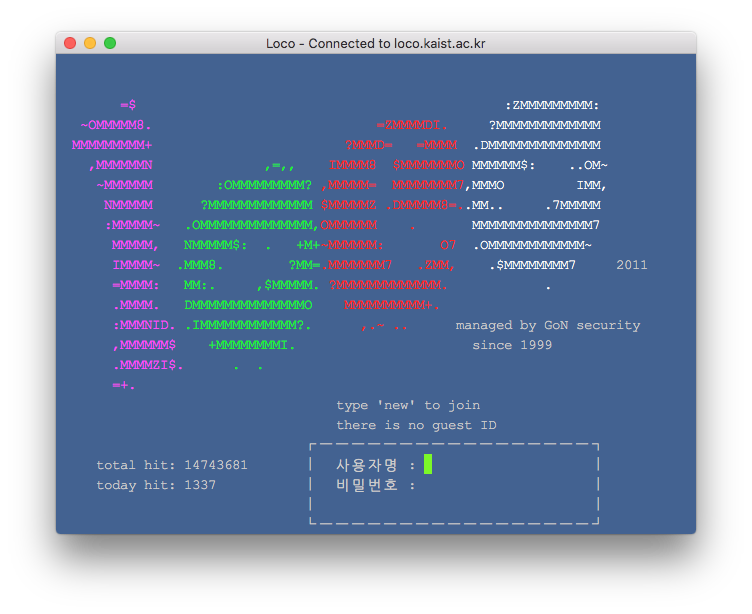 Loco - Connected to loco.kaist.ac.kr
=$ :ZMMMMMMMMM:
~OMMMMM8. =ZMMMMDI. ?MMMMMMMMMMMMM
MMMMMMMMM+ ?MMMD= =MMMM .DMMMMMMMMMMMMMM
,MMMMMMN ,=,, IMMMM8 $MMMMMMMO MMMMMM$: ..OM~
~MMMMMM :OMMMMMMMMM? ,MMMMM= MMMMMMMM7,MMMO IMM,
NMMMMM ?MMMMMMMMMMMMM $MMMMMZ .DMMMMM8=..MM.. .7MMMMM
:MMMMM~ .OMMMMMMMMMMMMMM,OMMMMMM . MMMMMMMMMMMMMMM7
MMMMM, NMMMMM$: . +M+~MMMMMM: O7 .OMMMMMMMMMMMM~
IMMMM~ .MMM8. ?MM=.MMMMMMM7 .ZMM, .$MMMMMMMM7 2011
=MMMM: MM:. ,$MMMMM. ?MMMMMMMMMMMMM. .
.MMMM. DMMMMMMMMMMMMMO MMMMMMMMMM+.
:MMMNID. .IMMMMMMMMMMMM?. ,.~ .. managed by GoN security
,MMMMMM$ +MMMMMMMMI. since 1999
.MMMMZI$. . .
=+.
type 'new' to join
there is no guest ID
total hit: 14743681 사용자명 :
today hit: 1337 비밀번호 :